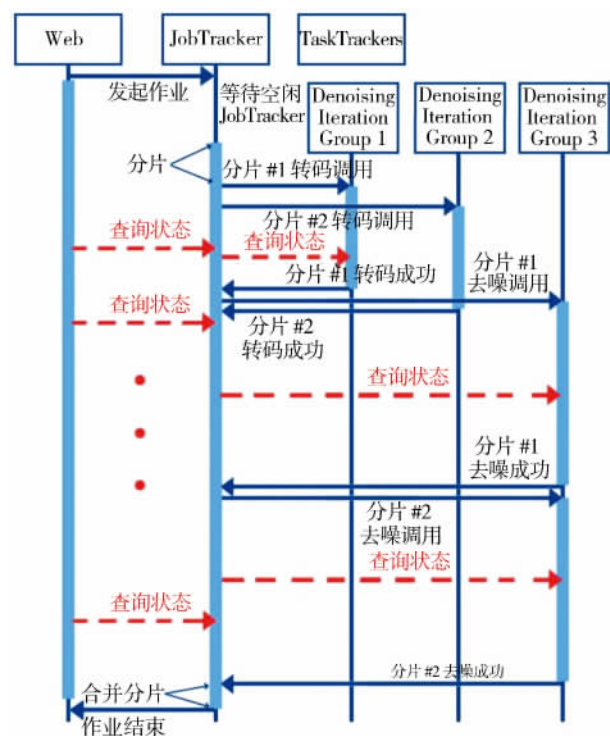 Web
JobTracker
TaskTrackers
发起作业
等待空闲
JobTracker
Denoising
Iteration
Group 1
Denoising
Iteration
Group 2
Denoising
Iteration
Group 3
分片
分片 #1 转码调用
分片 #2 转码调用
查询状态
查询状态
分片 #1
去噪调用
分片 #1 转码成功
查询状态
分片 #2
转码成功
查询状态
分片 #1
去噪成功
分片 #2
去噪调用
查询状态
查询状态
分片 #2 去噪成功
合并分片
作业结束